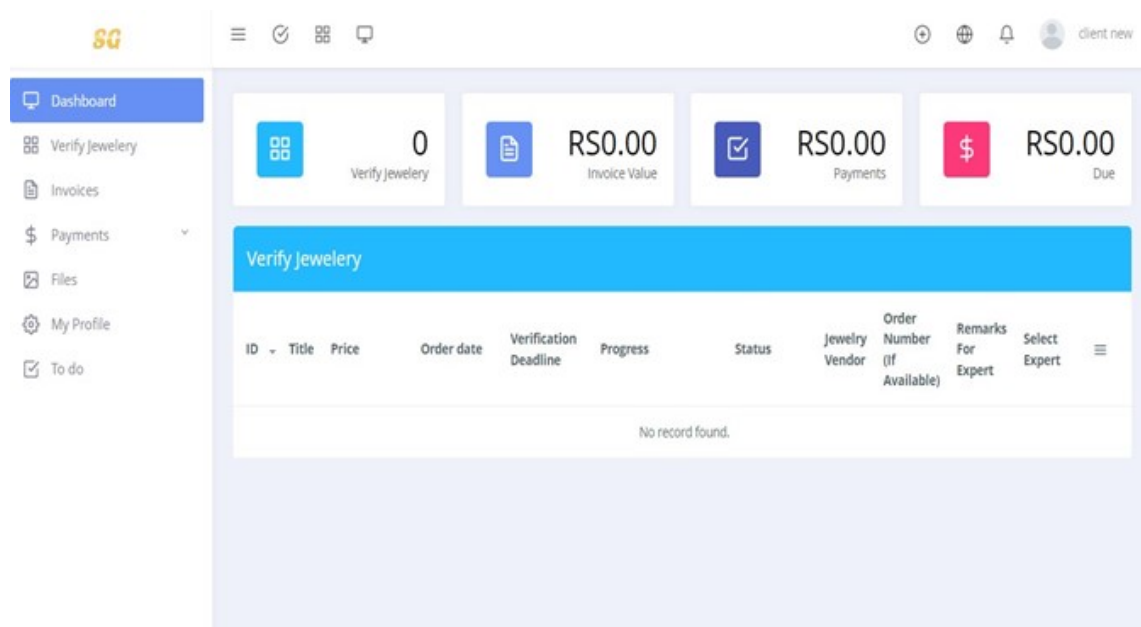 SG
client new
Dashboard
Verify Jewelery
Invoices
$ Payments
Files
My Profile
To do
0
Verify Jewelery
RS0.00
Invoice Value
RS0.00
Payments
$
RS0.00
Due
Verify Jewelery
ID
Title
Price
Order date
Verification
Deadline
Progress
Status
Jewelry
Vendor
Order
Number
(If
Available)
Remarks
For
Expert
Select
Expert
No record found.